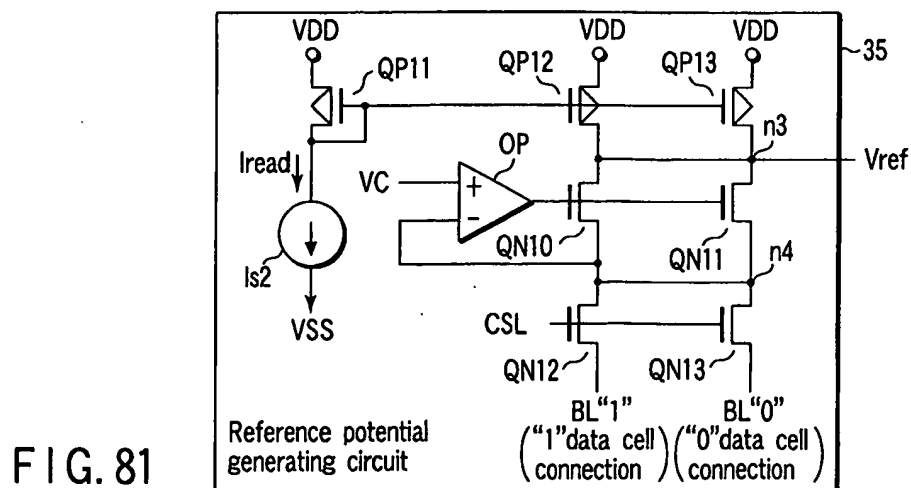 VDD
VDD
VDD
35
QP11
QP12
QP13
n3
OP
Iread
VC
+
-
Vref
QN10
QN11
n4
Is2
VSS
CSL
QN12
QN13
BL“1”
BL“0”
(“1”data cell connection)
(“0”data cell connection)
Reference potential
generating circuit
FIG. 81